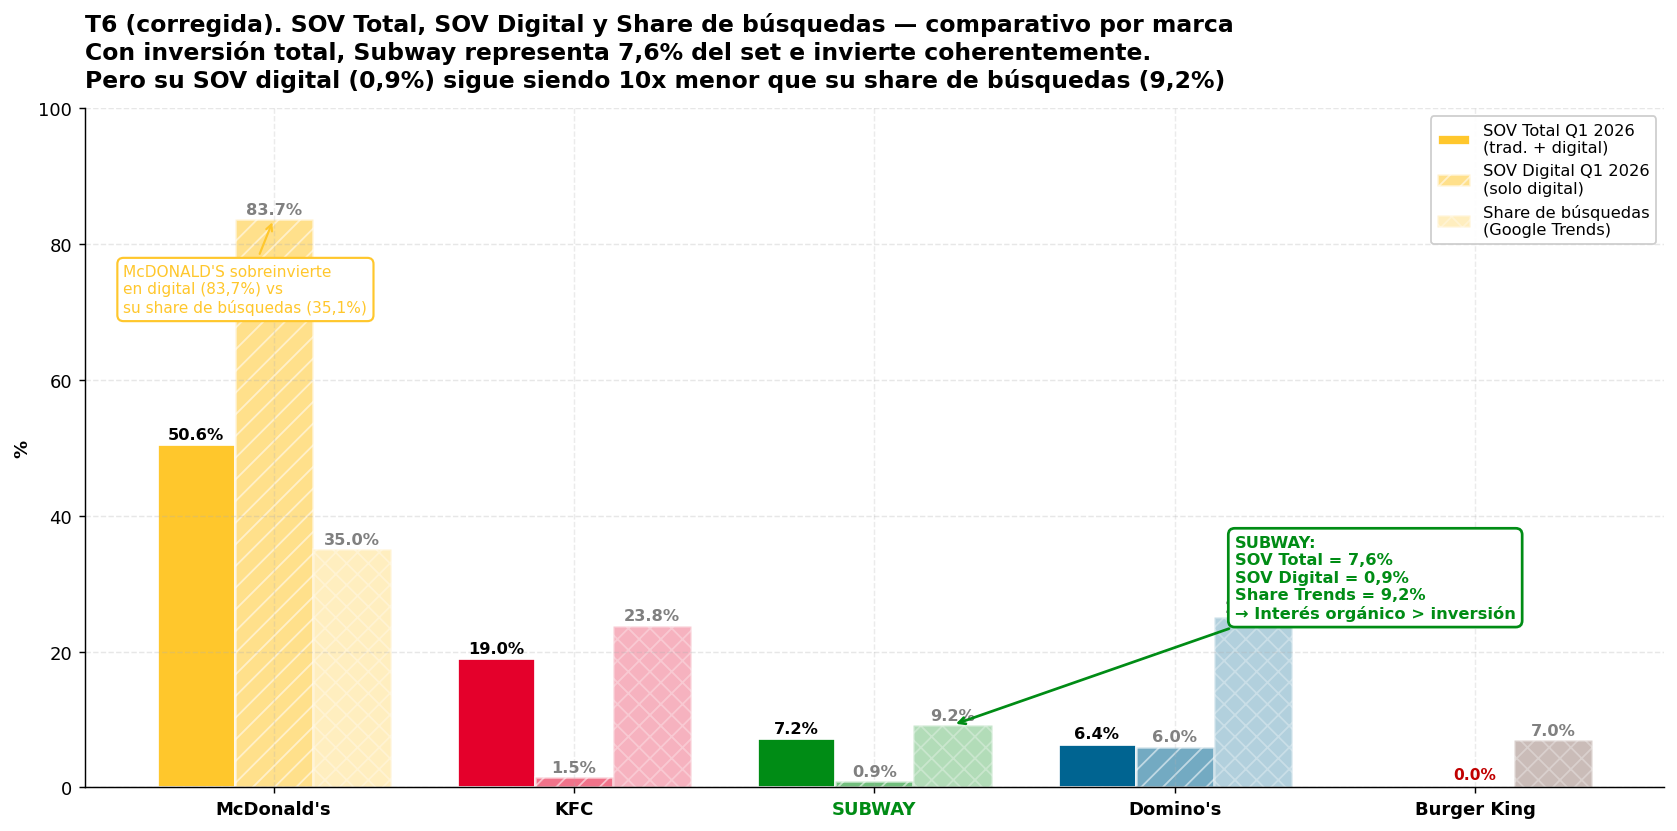 T6 (corregida). SOV Total, SOV Digital y Share de búsquedas — comparativo por marca
Con inversión total, Subway representa 7,6% del set e invierte coherentemente.
Pero su SOV digital (0,9%) sigue siendo 10x menor que su share de búsquedas (9,2%)
100
80
60
40
20
0
%
SOV Total Q1 2026
(trad. + digital)
SOV Digital Q1 2026
(solo digital)
Share de búsquedas
(Google Trends)
83.7%
McDONALD'S sobreinvierte
en digital (83,7%) vs
su share de búsquedas (35,1%)
50.6%
35.0%
19.0%
1.5%
23.8%
7.2%
0.9%
9.2%
6.4%
6.0%
SUBWAY:
SOV Total = 7,6%
SOV Digital = 0,9%
Share Trends = 9,2%
→ Interés orgánico > inversión
0.0%
7.0%
McDonald's
KFC
SUBWAY
Domino's
Burger King